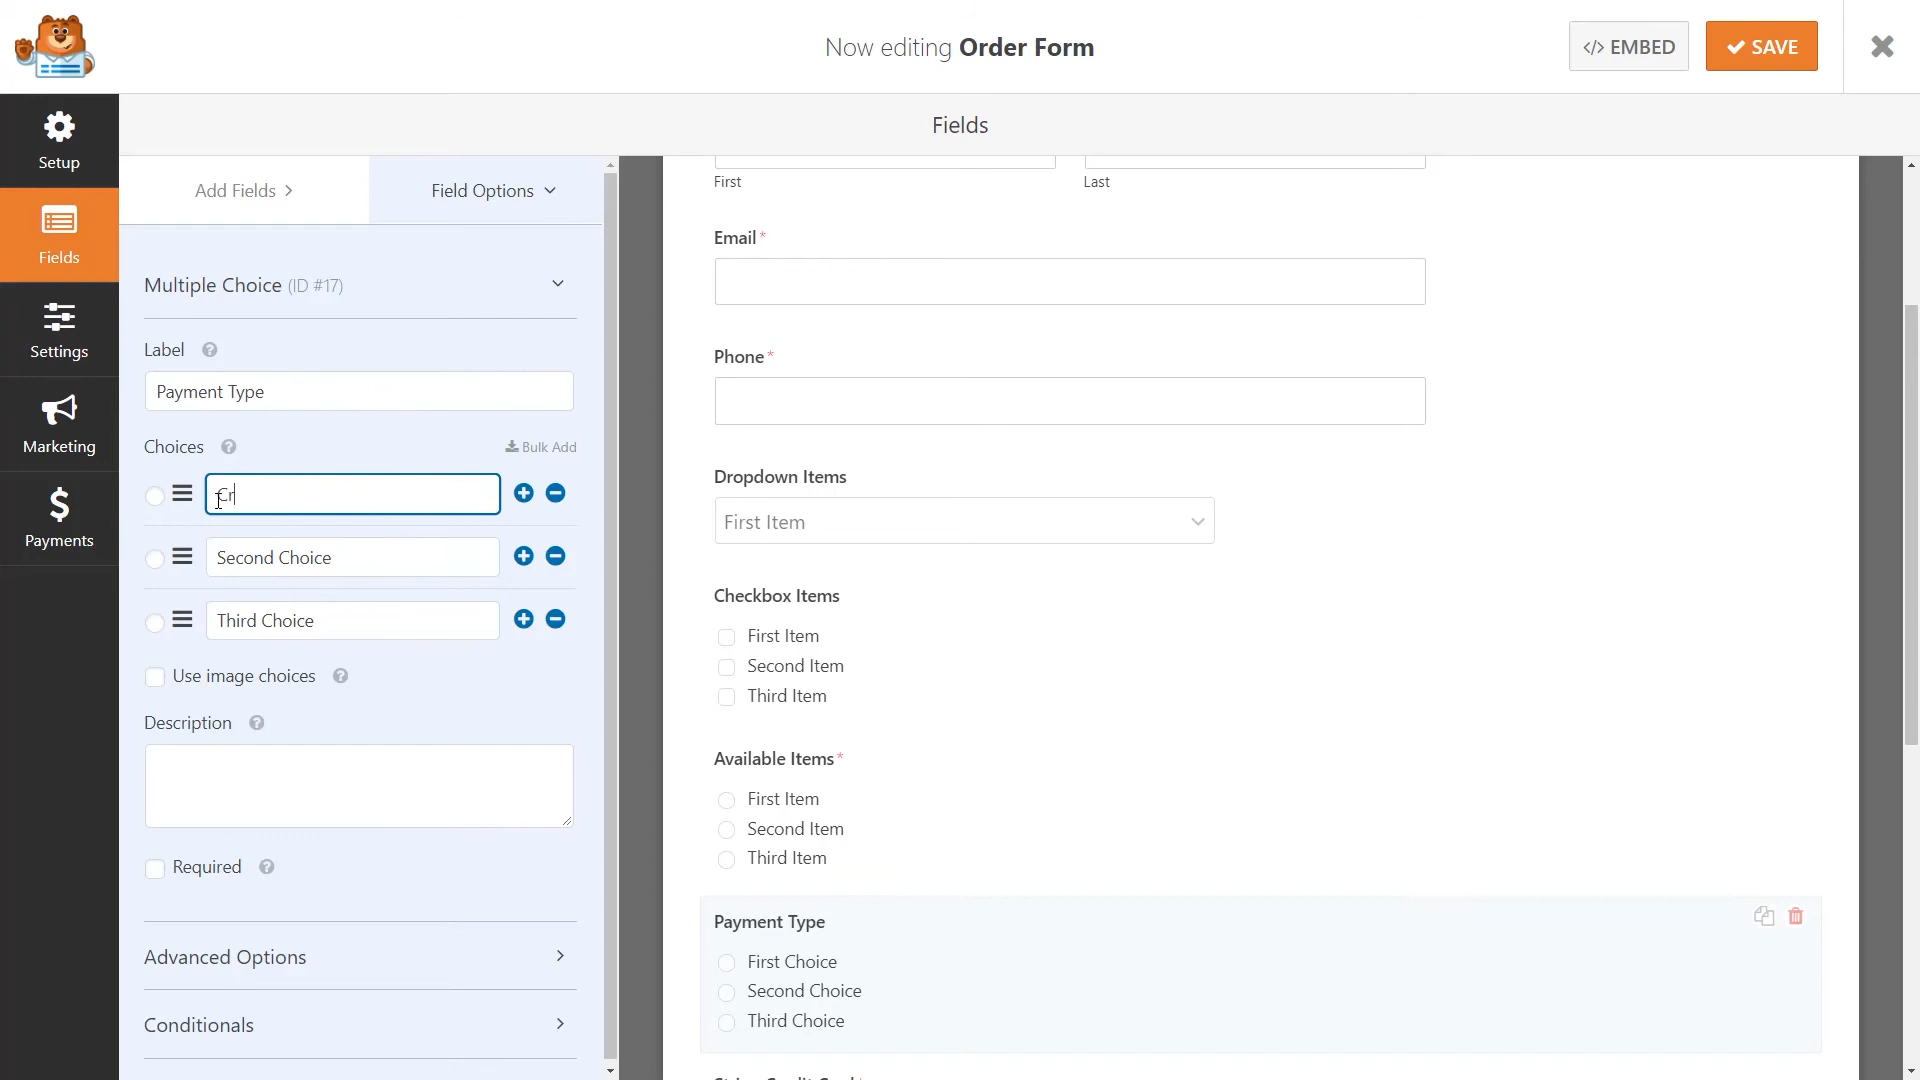 Now editing Order Form
</> EMBED
SAVE
Setup
Fields
Settings
Marketing
Payments
Fields
Add Fields
Field Options
Multiple Choice (ID #17)
Label
Payment Type
Choices
Bulk Add
Cr
Second Choice
Third Choice
Use image choices
Description
Required
Advanced Options
Conditionals
First
Last
Email *
Phone *
Dropdown Items
First Item
Checkbox Items
First Item
Second Item
Third Item
Available Items *
First Item
Second Item
Third Item
Payment Type
First Choice
Second Choice
Third Choice